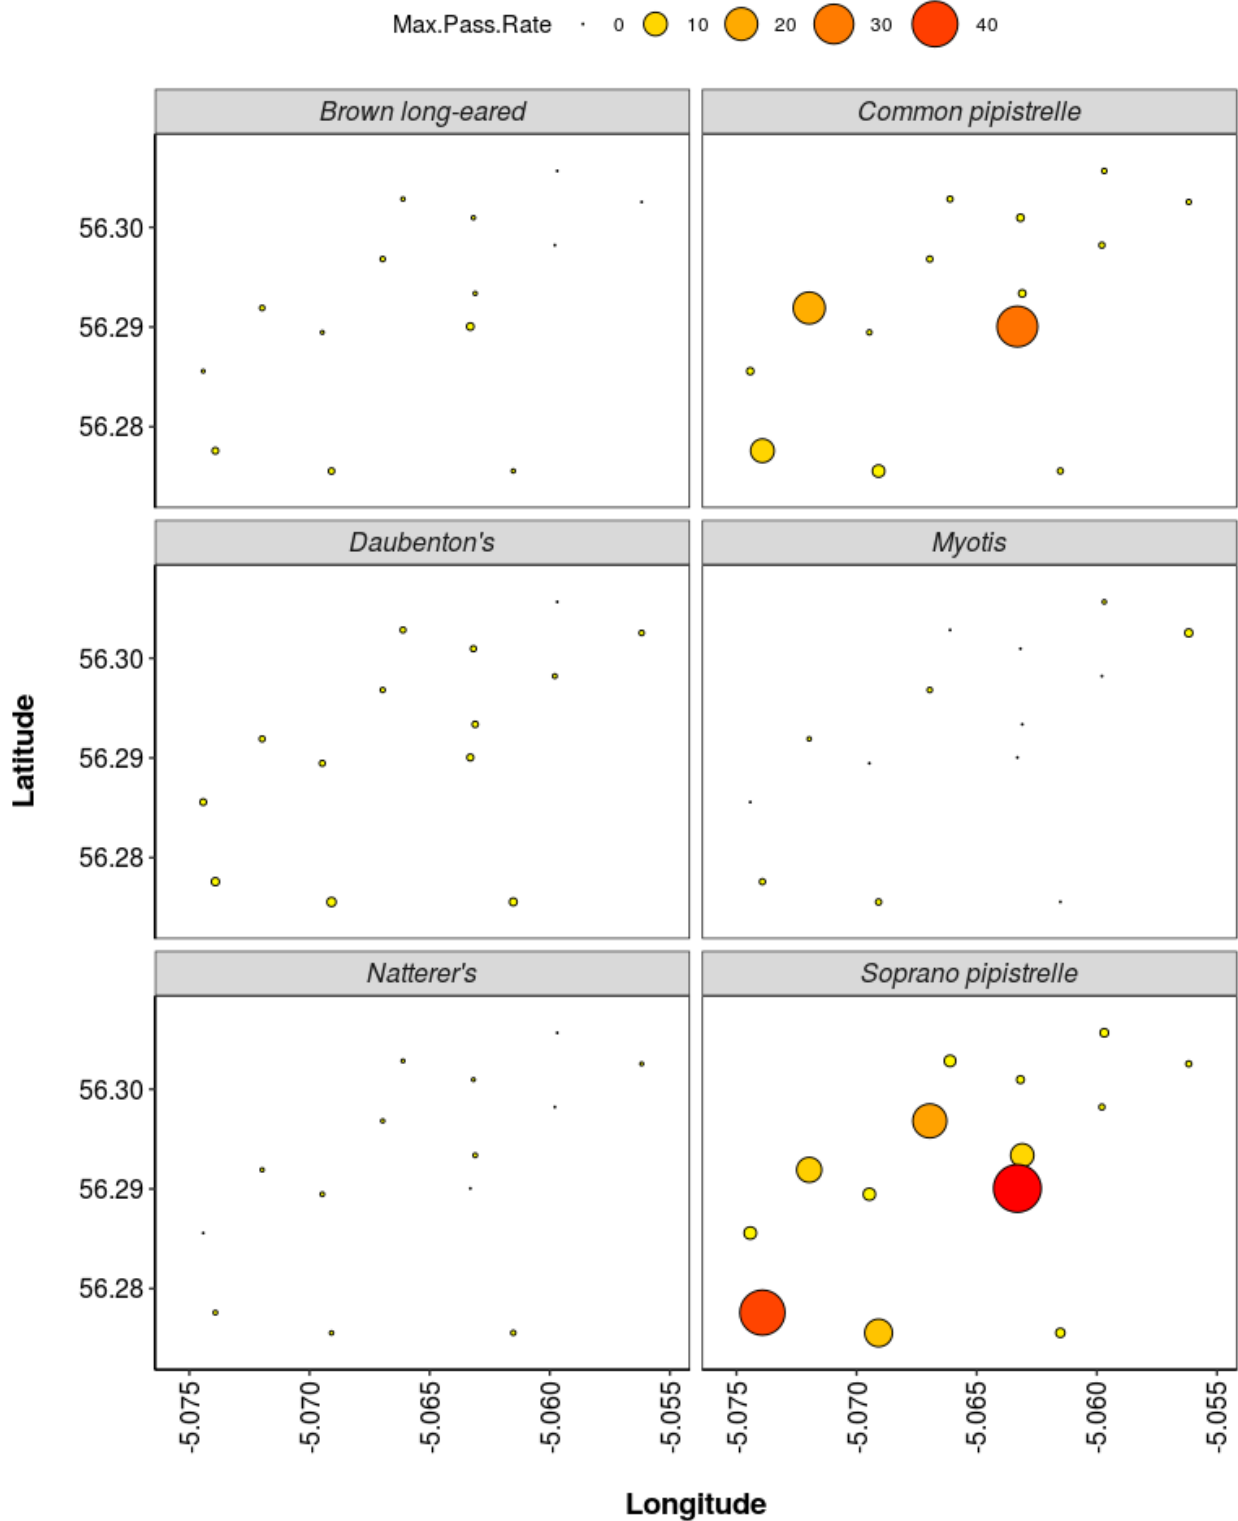 Max.Pass.Rate 0 10 20 30 40
Brown long-eared Common pipistrelle
56.30
56.29
56.28
Daubenton's Myotis
56.30
56.29
56.28
Natterer's Soprano pipistrelle
56.30
56.29
56.28
Latitude
-5.075 -5.070 -5.065 -5.060 -5.055 -5.075 -5.070 -5.065 -5.060 -5.055
Longitude